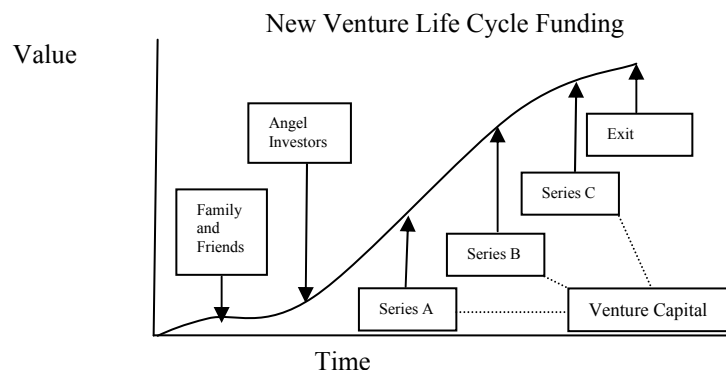 New Venture Life Cycle Funding
Value
Angel
Investors
Exit
Family
and
Friends
Series C
Series B
Series A
Venture Capital
Time